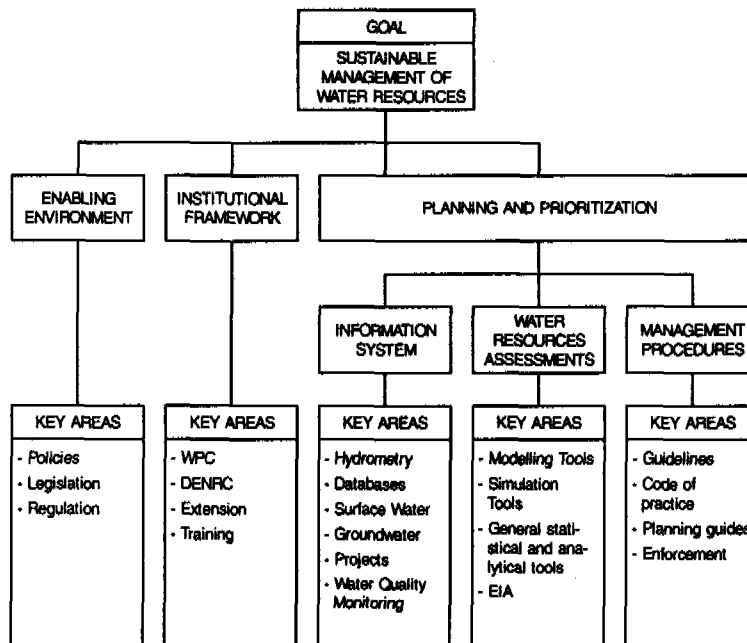 GOAL
SUSTAINABLE
MANAGEMENT OF
WATER RESOURCES
ENABLING
ENVIRONMENT
INSTITUTIONAL
FRAMEWORK
PLANNING AND PRIORITIZATION
INFORMATION
SYSTEM
WATER
RESOURCES
ASSESSMENTS
MANAGEMENT
PROCEDURES
KEY AREAS
- Policies
- Legislation
- Regulation
KEY AREAS
- WPC
- DENRC
- Extension
- Training
KEY AREAS
- Hydrometry
- Databases
- Surface Water
- Groundwater
- Projects
- Water Quality
Monitoring
KEY AREAS
- Modelling Tools
- Simulation
Tools
- General stati-
stical and ana-
lytical tools
- EIA
KEY AREAS
- Guidelines
- Code of
practice
- Planning guides
- Enforcement